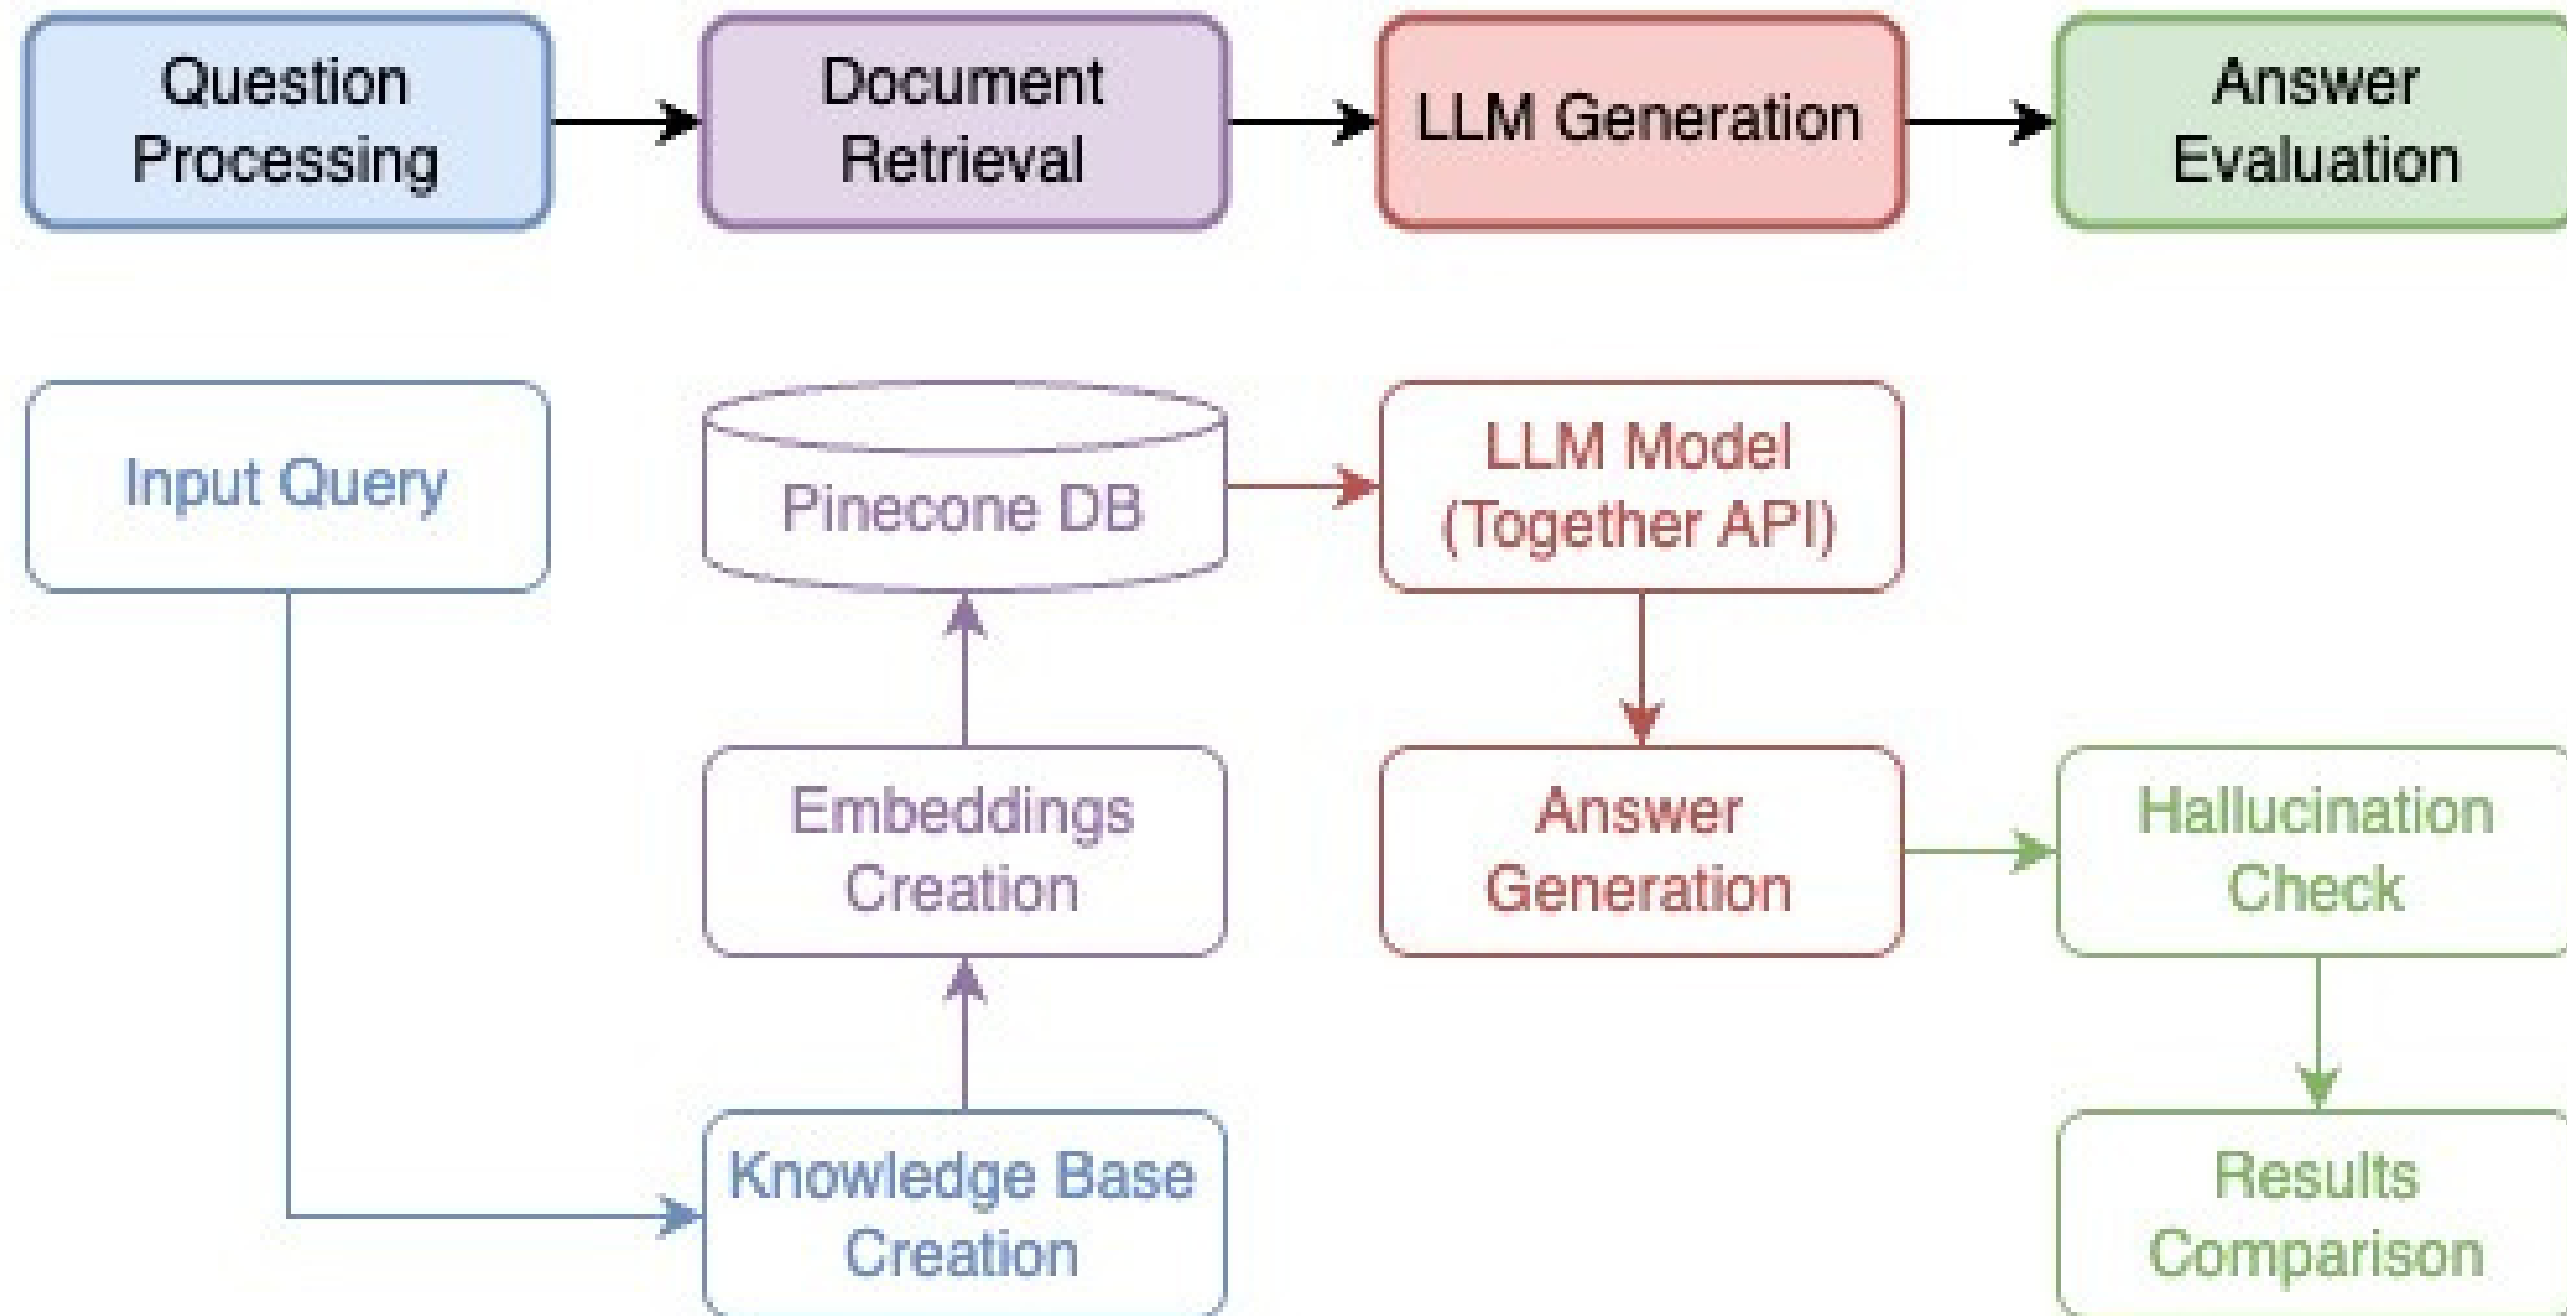 Question
Processing
Document
Retrieval
LLM Generation
Answer
Evaluation
Input Query
Pinecone DB
LLM Model
(Together API)
Embeddings
Creation
Answer
Generation
Hallucination
Check
Knowledge Base
Creation
Results
Comparison